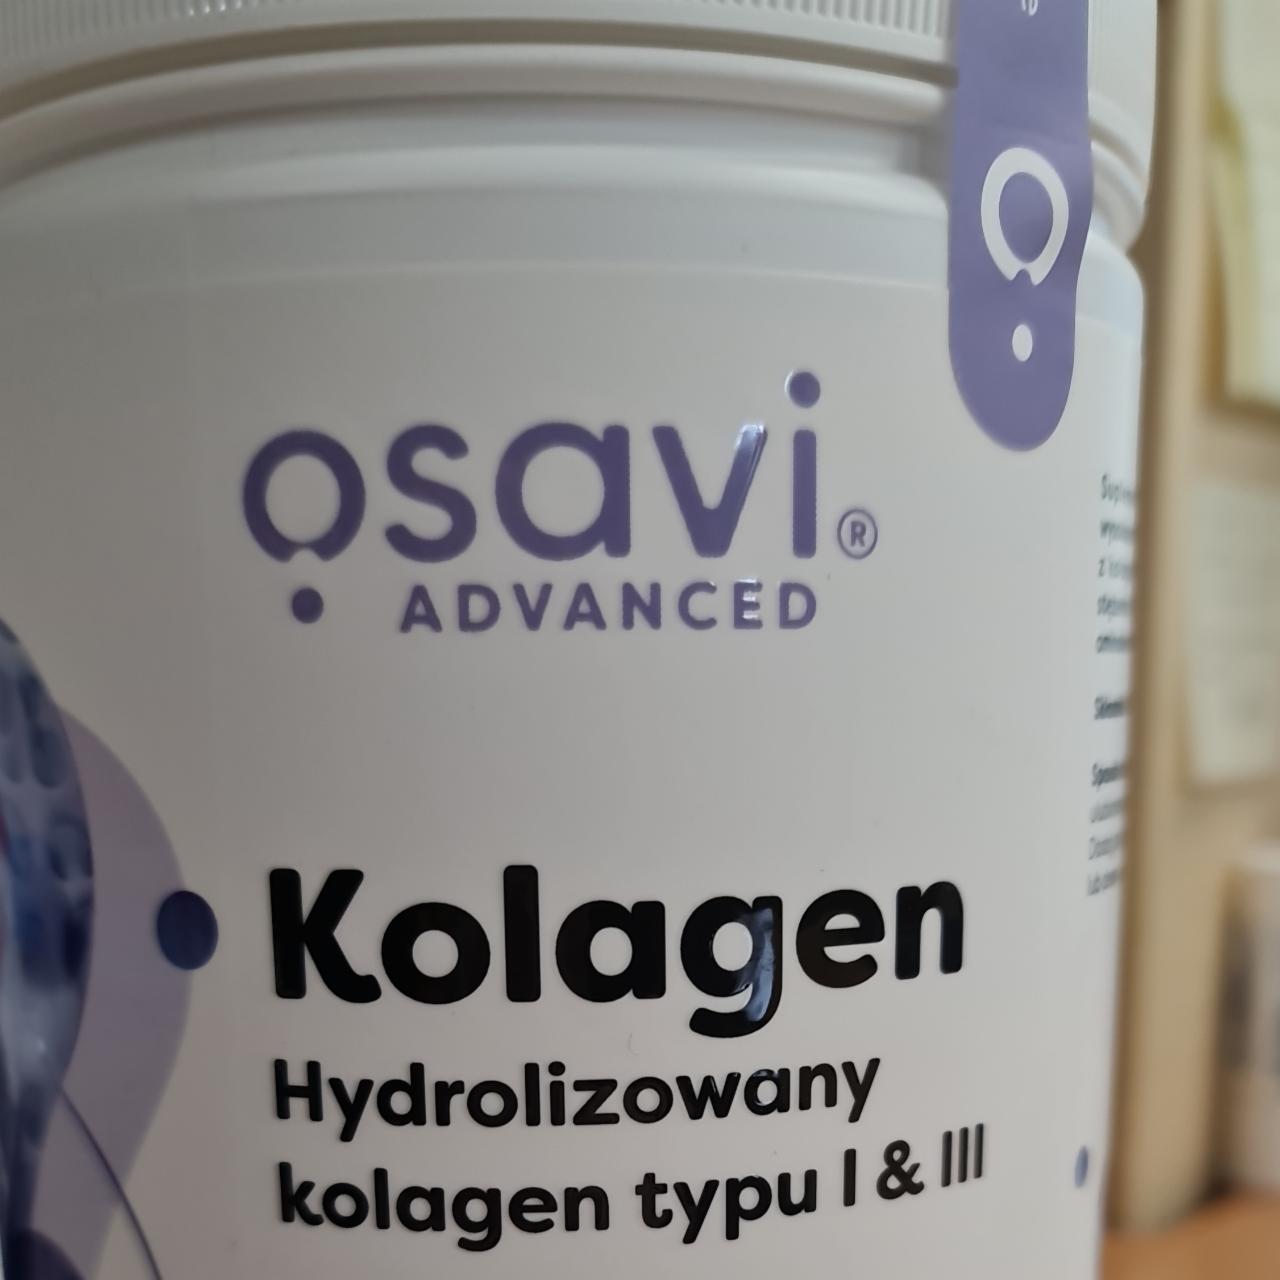 osavi®
ADVANCED
Kolagen
Hydrolizowany
kolagen typu I & III